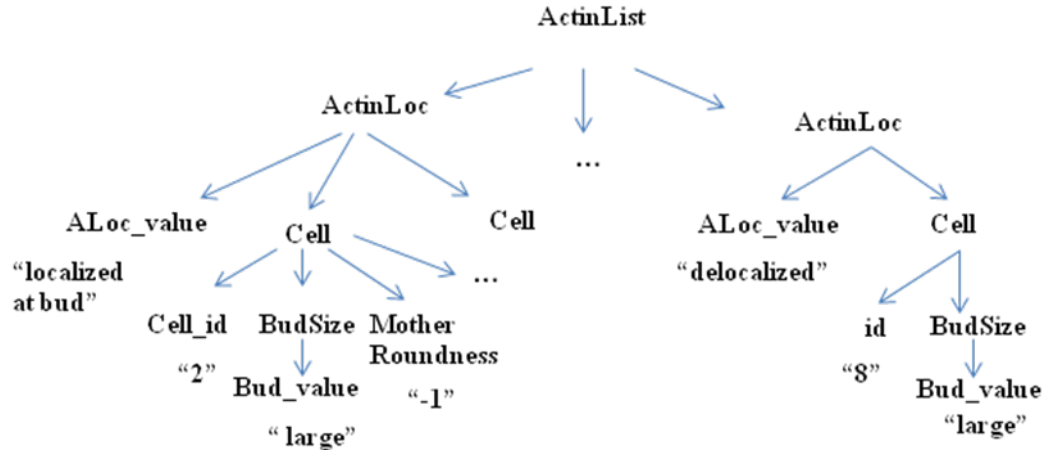 ActinList
ActinLoc
ActinLoc
...
ALoc_value
Cell
Cell
ALoc_value
Cell
“localized
at bud”
...
“delocalized”
Cell_id
BudSize
Mother
Roundness
id
BudSize
“2”
Bud_value
“-1”
“8”
Bud_value
“ large”
“large”